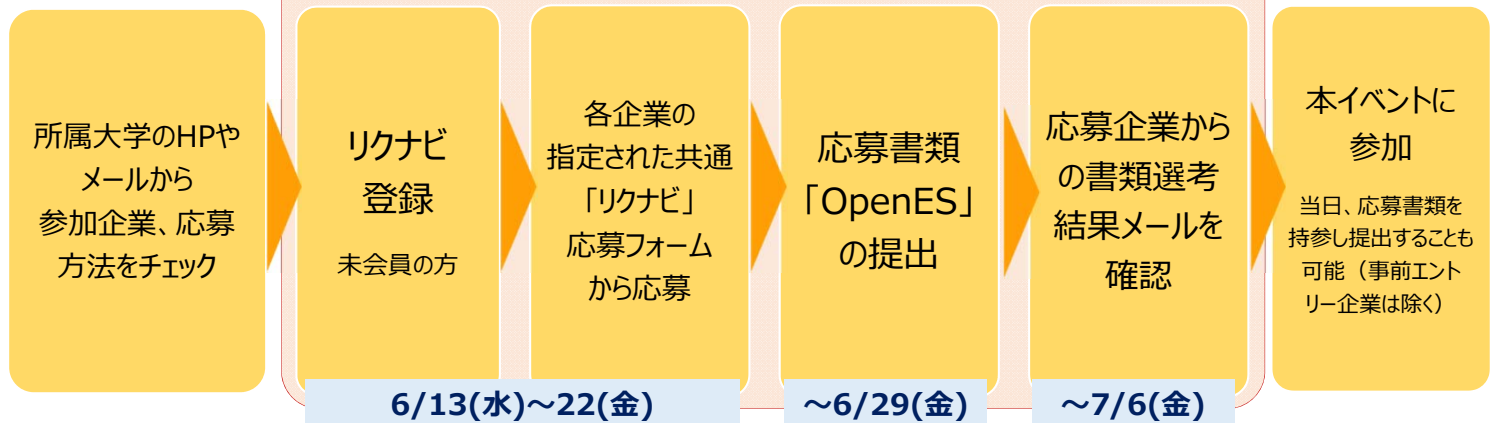 所属大学のHPや
メールから
参加企業、応募
方法をチェック
リクナビ
登録
未会員の方
各企業の
指定された共通
「リクナビ」
応募フォーム
から応募
応募書類
「OpenES」
の提出
応募企業から
の書類選考
結果メールを
確認
本イベントに
参加
当日、応募書類を
持参し提出することも
可能（事前エント
リー企業は除く）
6/13(水)～22(金)
～6/29(金)
～7/6(金)